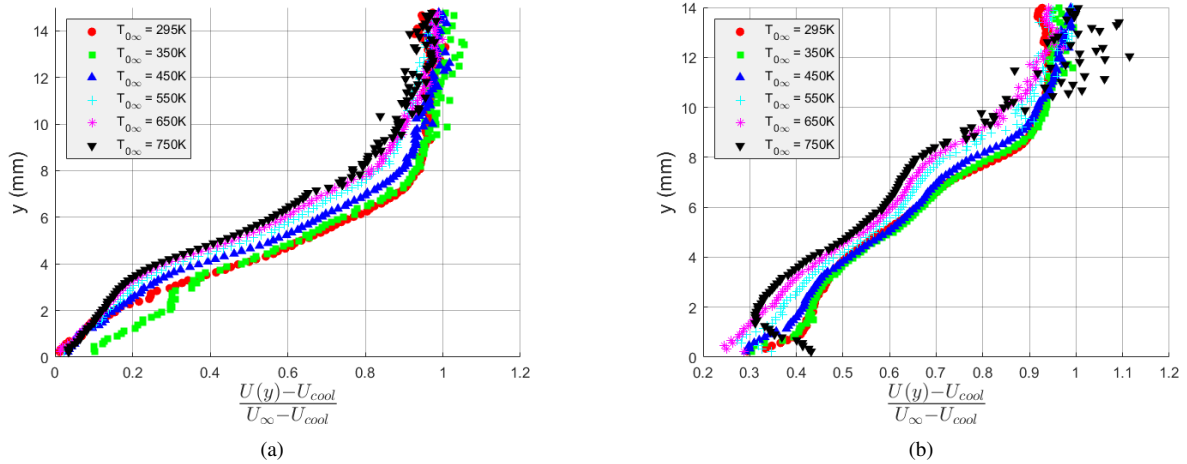 14
12
10
8
6
4
2
0
y (mm)
T0∞ = 295K
T0∞ = 350K
T0∞ = 450K
T0∞ = 550K
T0∞ = 650K
T0∞ = 750K
0 0.2 0.4 0.6 0.8 1 1.2
U(y)−Ucool
U∞−Ucool
(a)
14
12
10
8
6
4
2
0
y (mm)
T0∞ = 295K
T0∞ = 350K
T0∞ = 450K
T0∞ = 550K
T0∞ = 650K
T0∞ = 750K
0.2 0.3 0.4 0.5 0.6 0.7 0.8 0.9 1 1.1 1.2
U(y)−Ucool
U∞−Ucool
(b)